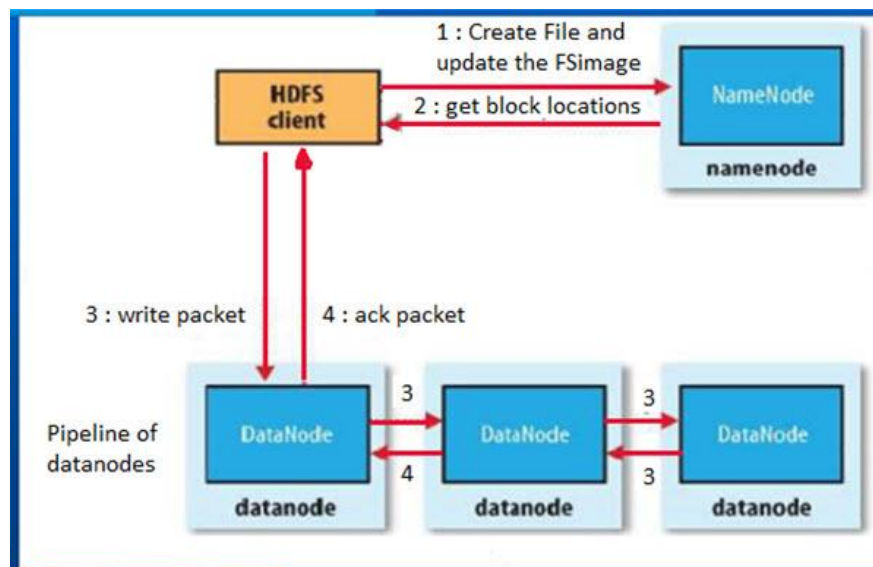 1 : Create File and
update the FSimage
HDFS
client
NameNode
2 : get block locations
namenode
3 : write packet
4 : ack packet
3
3
Pipeline of
datanodes
DataNode
DataNode
DataNode
4
3
datanode
datanode
datanode